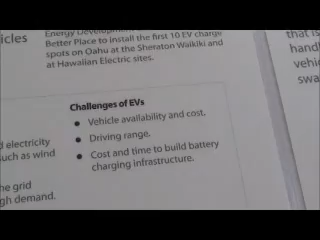 icles
Energy Development
Better Place to install the first 10 EV charge
spots on Oahu at the Sheraton Waikiki and
at Hawaiian Electric sites.
that is
handl
vehic
swa
Challenges of EVs
• Vehicle availability and cost.
• Driving range.
• Cost and time to build battery
charging infrastructure.
d electricity
such as wind
he grid
gh demand.